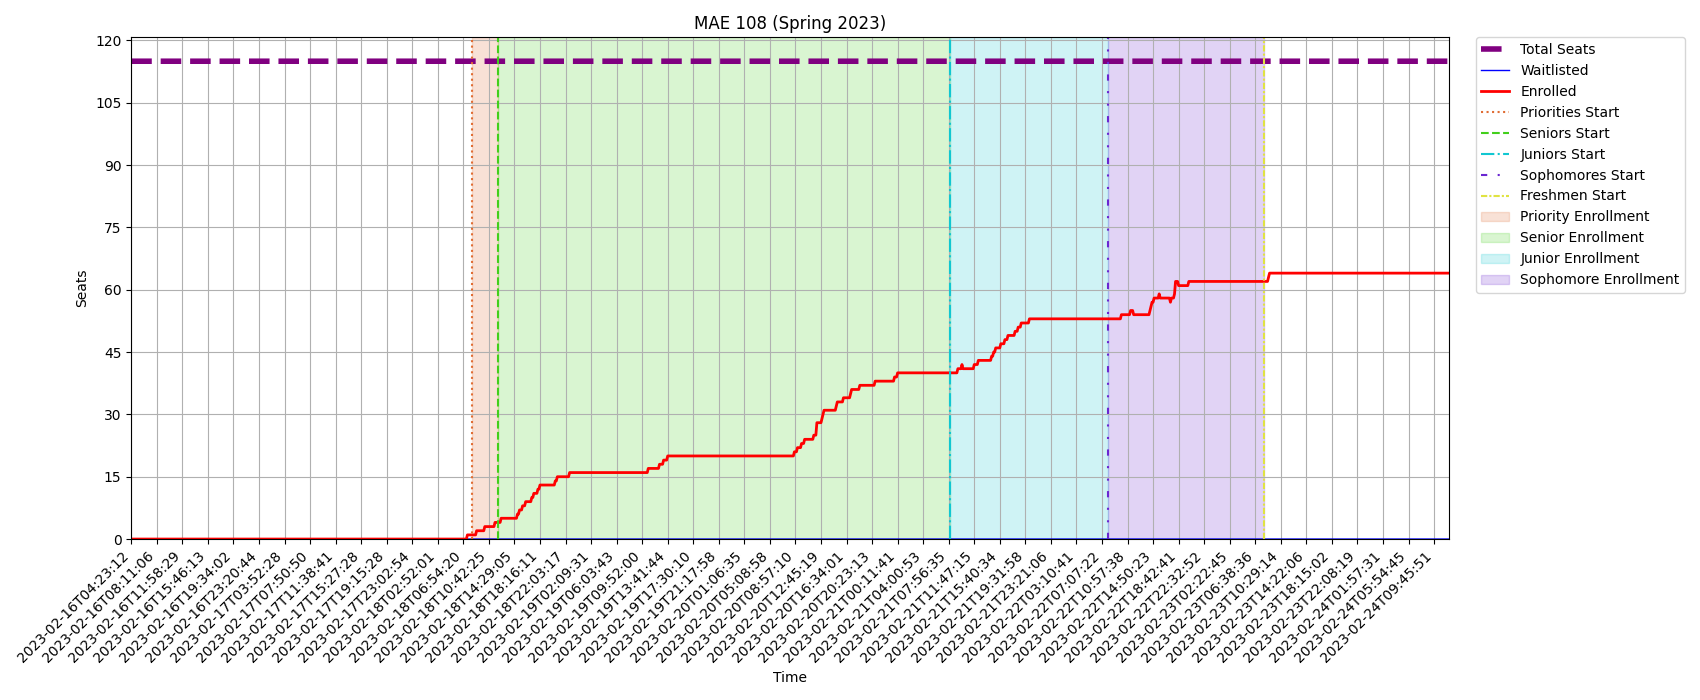 MAE 108 (Spring 2023)
120
105
90
75
60
45
30
15
0
Seats
2023-02-16T04:23:12
2023-02-16T08:11:06
2023-02-16T11:58:29
2023-02-16T15:46:13
2023-02-16T19:34:02
2023-02-16T23:20:44
2023-02-17T03:52:28
2023-02-17T07:50:50
2023-02-17T11:38:41
2023-02-17T15:27:28
2023-02-17T19:15:28
2023-02-17T23:02:54
2023-02-18T02:52:01
2023-02-18T06:54:20
2023-02-18T10:42:25
2023-02-18T14:29:05
2023-02-18T18:16:11
2023-02-18T22:03:17
2023-02-19T02:09:31
2023-02-19T06:03:43
2023-02-19T09:52:00
2023-02-19T13:41:44
2023-02-19T17:30:10
2023-02-19T21:17:58
2023-02-20T01:06:35
2023-02-20T05:08:58
2023-02-20T08:57:10
2023-02-20T12:45:19
2023-02-20T16:34:01
2023-02-20T20:23:13
2023-02-21T00:11:41
2023-02-21T04:00:53
2023-02-21T07:56:35
2023-02-21T11:47:15
2023-02-21T15:40:34
2023-02-21T19:31:58
2023-02-21T23:21:06
2023-02-22T03:10:41
2023-02-22T07:07:22
2023-02-22T10:57:38
2023-02-22T14:50:23
2023-02-22T18:42:41
2023-02-22T22:32:52
2023-02-23T02:22:45
2023-02-23T06:38:36
2023-02-23T10:29:14
2023-02-23T14:22:06
2023-02-23T18:15:02
2023-02-23T22:08:19
2023-02-24T01:57:31
2023-02-24T05:54:45
2023-02-24T09:45:51
Time
Total Seats
Waitlisted
Enrolled
Priorities Start
Seniors Start
Juniors Start
Sophomores Start
Freshmen Start
Priority Enrollment
Senior Enrollment
Junior Enrollment
Sophomore Enrollment